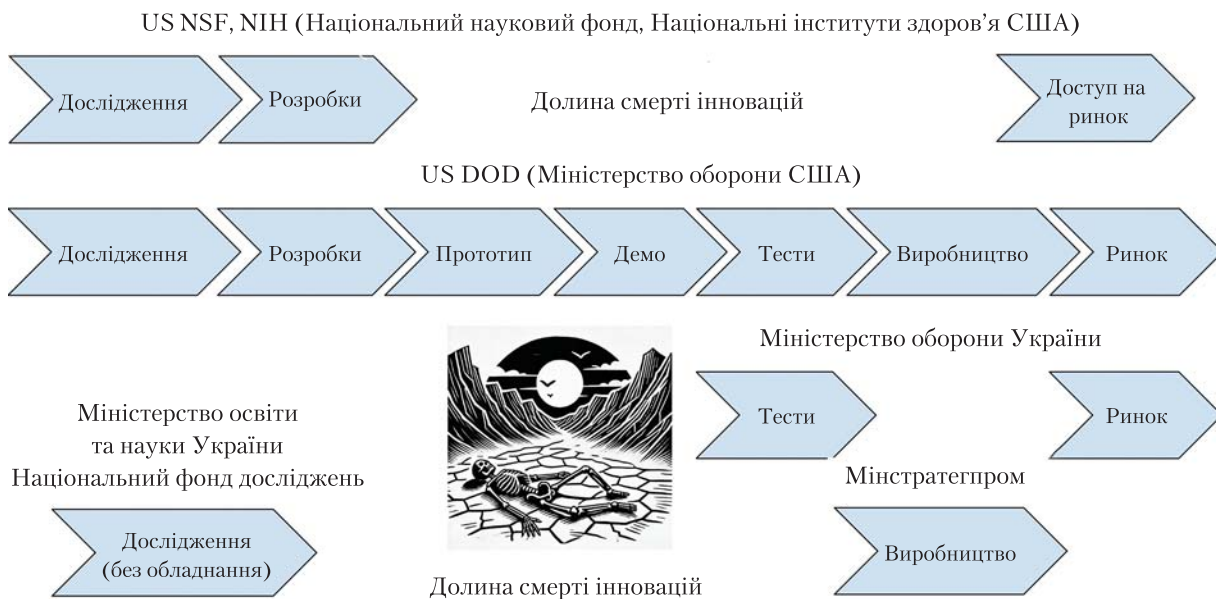 US NSF, NIH (Національний науковий фонд, Національні інститути здоров’я США)
Дослідження
Розробки
Долина смерті інновацій
Доступ на
ринок
US DOD (Міністерство оборони США)
Дослідження
Розробки
Прототип
Демо
Тести
Виробництво
Ринок
Міністерство оборони України
Тести
Ринок
Міністерство освіти
та науки України
Національний фонд досліджень
Дослідження
(без обладнання)
Мінстратегпром
Виробництво
Долина смерті інновацій